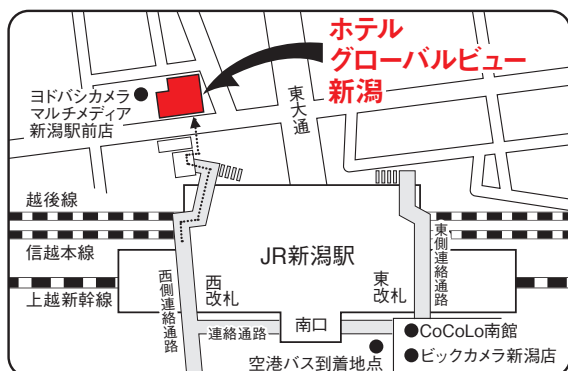 ホテル
グローバルビュー
新潟
ヨドバシカメラ
マルチメディア
新潟駅前店
東大通
越後線
信越本線
上越新幹線
JR新潟駅
西改札
東改札
西側連絡通路
東側連絡通路
連絡通路
南口
空港バス到着地点
●CoCoLo南館
●ビックカメラ新潟店